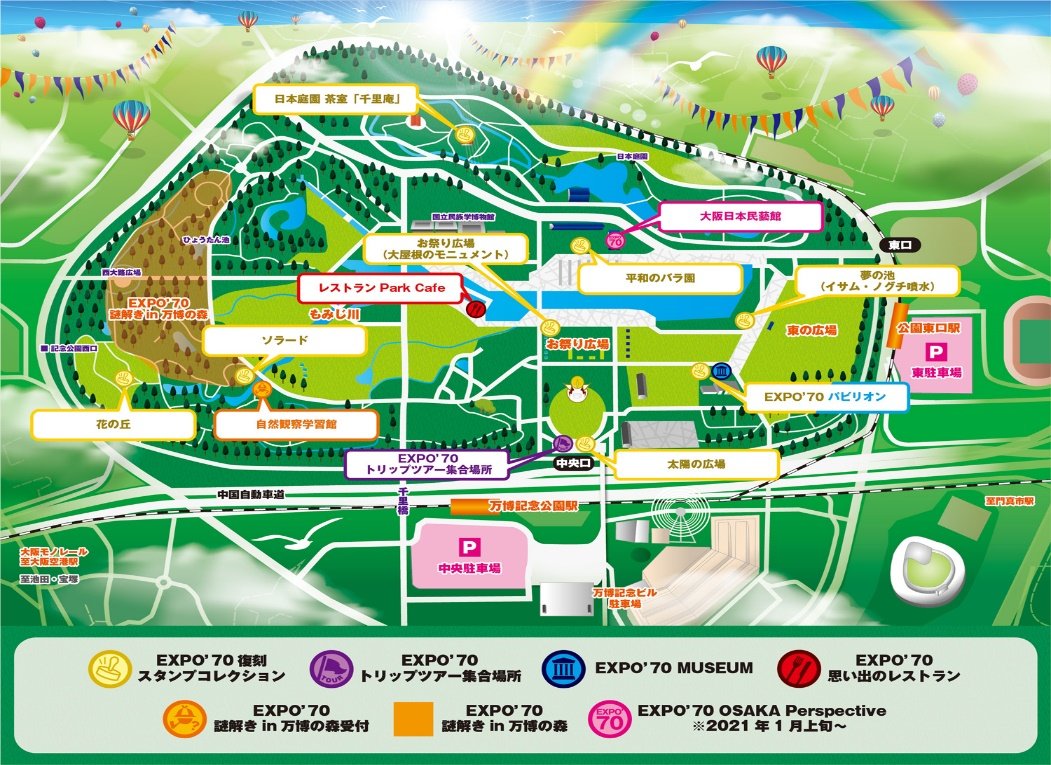 日本庭園 茶室「千里庵」
日本庭園
国立民族学博物館
大阪日本民藝館
EXPO'
70
ひょうたん池
お祭り広場
(大屋根のモニュメント)
東口
西大路広場
平和のバラ園
夢の池
(イサム・ノグチ噴水)
レストラン Park Cafe
EXPO'70
謎解き in 万博の森
もみじ川
東の広場
公園東口駅
ソラード
お祭り広場
記念公園西口
P
東駐車場
EXPO'70 パビリオン
花の丘
自然観察学習館
EXPO'70
トリップツアー集合場所
中央口
太陽の広場
中国自動車道
千里橋
万博記念公園駅
至門真市駅
大阪モノレール
至大阪空港駅
至池田・宝塚
P
中央駐車場
万博記念ビル
駐車場
EXPO'70 復刻
スタンプコレクション
TOUR
EXPO'70
トリップツアー集合場所
EXPO'70 MUSEUM
EXPO'70
思い出のレストラン
EXPO'70
謎解き in 万博の森受付
EXPO'70
謎解き in 万博の森
EXPO'
70
EXPO'70 OSAKA Perspective
※2021年1月上旬〜